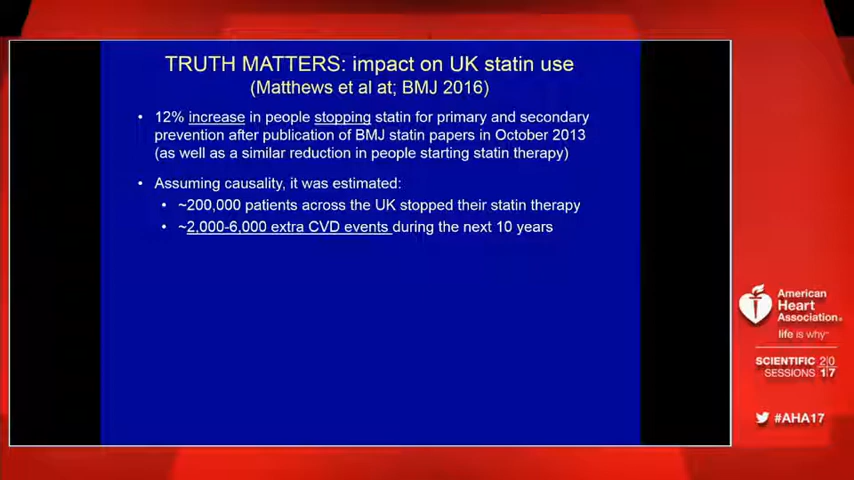 TRUTH MATTERS: impact on UK statin use
(Matthews et al at; BMJ 2016)
• 12% increase in people stopping statin for primary and secondary
prevention after publication of BMJ statin papers in October 2013
(as well as a similar reduction in people starting statin therapy)
• Assuming causality, it was estimated:
• ~200,000 patients across the UK stopped their statin therapy
• ~2,000-6,000 extra CVD events during the next 10 years
American
Heart
Association®
life is why™
SCIENTIFIC 20
SESSIONS 17
#AHA17